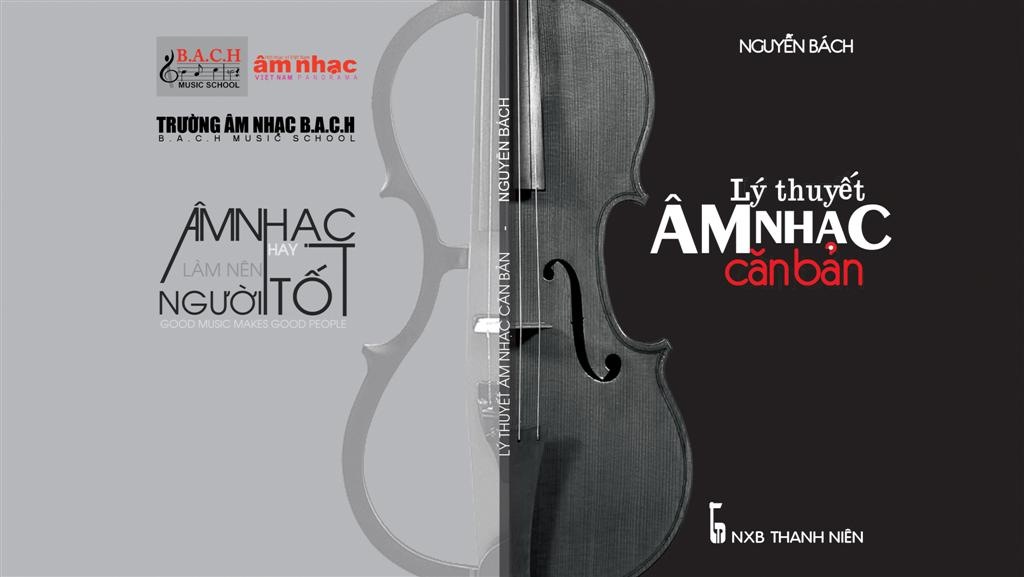 B.A.C.H
MUSIC SCHOOL
âm nhạc
VIET NAM PANORAMA
TRƯỜNG ÂM NHẠC B.A.C.H
B.A.C.H MUSIC SCHOOL
ÂM NHẠC
HAY
LÀM NÊN
NGƯỜI TỐT
GOOD MUSIC MAKES GOOD PEOPLE
LÝ THUYẾT ÂM NHẠC CĂN BẢN - NGUYỄN BÁCH
NGUYỄN BÁCH
Lý thuyết
ÂM NHẠC
căn bản
NXB THANH NIÊN